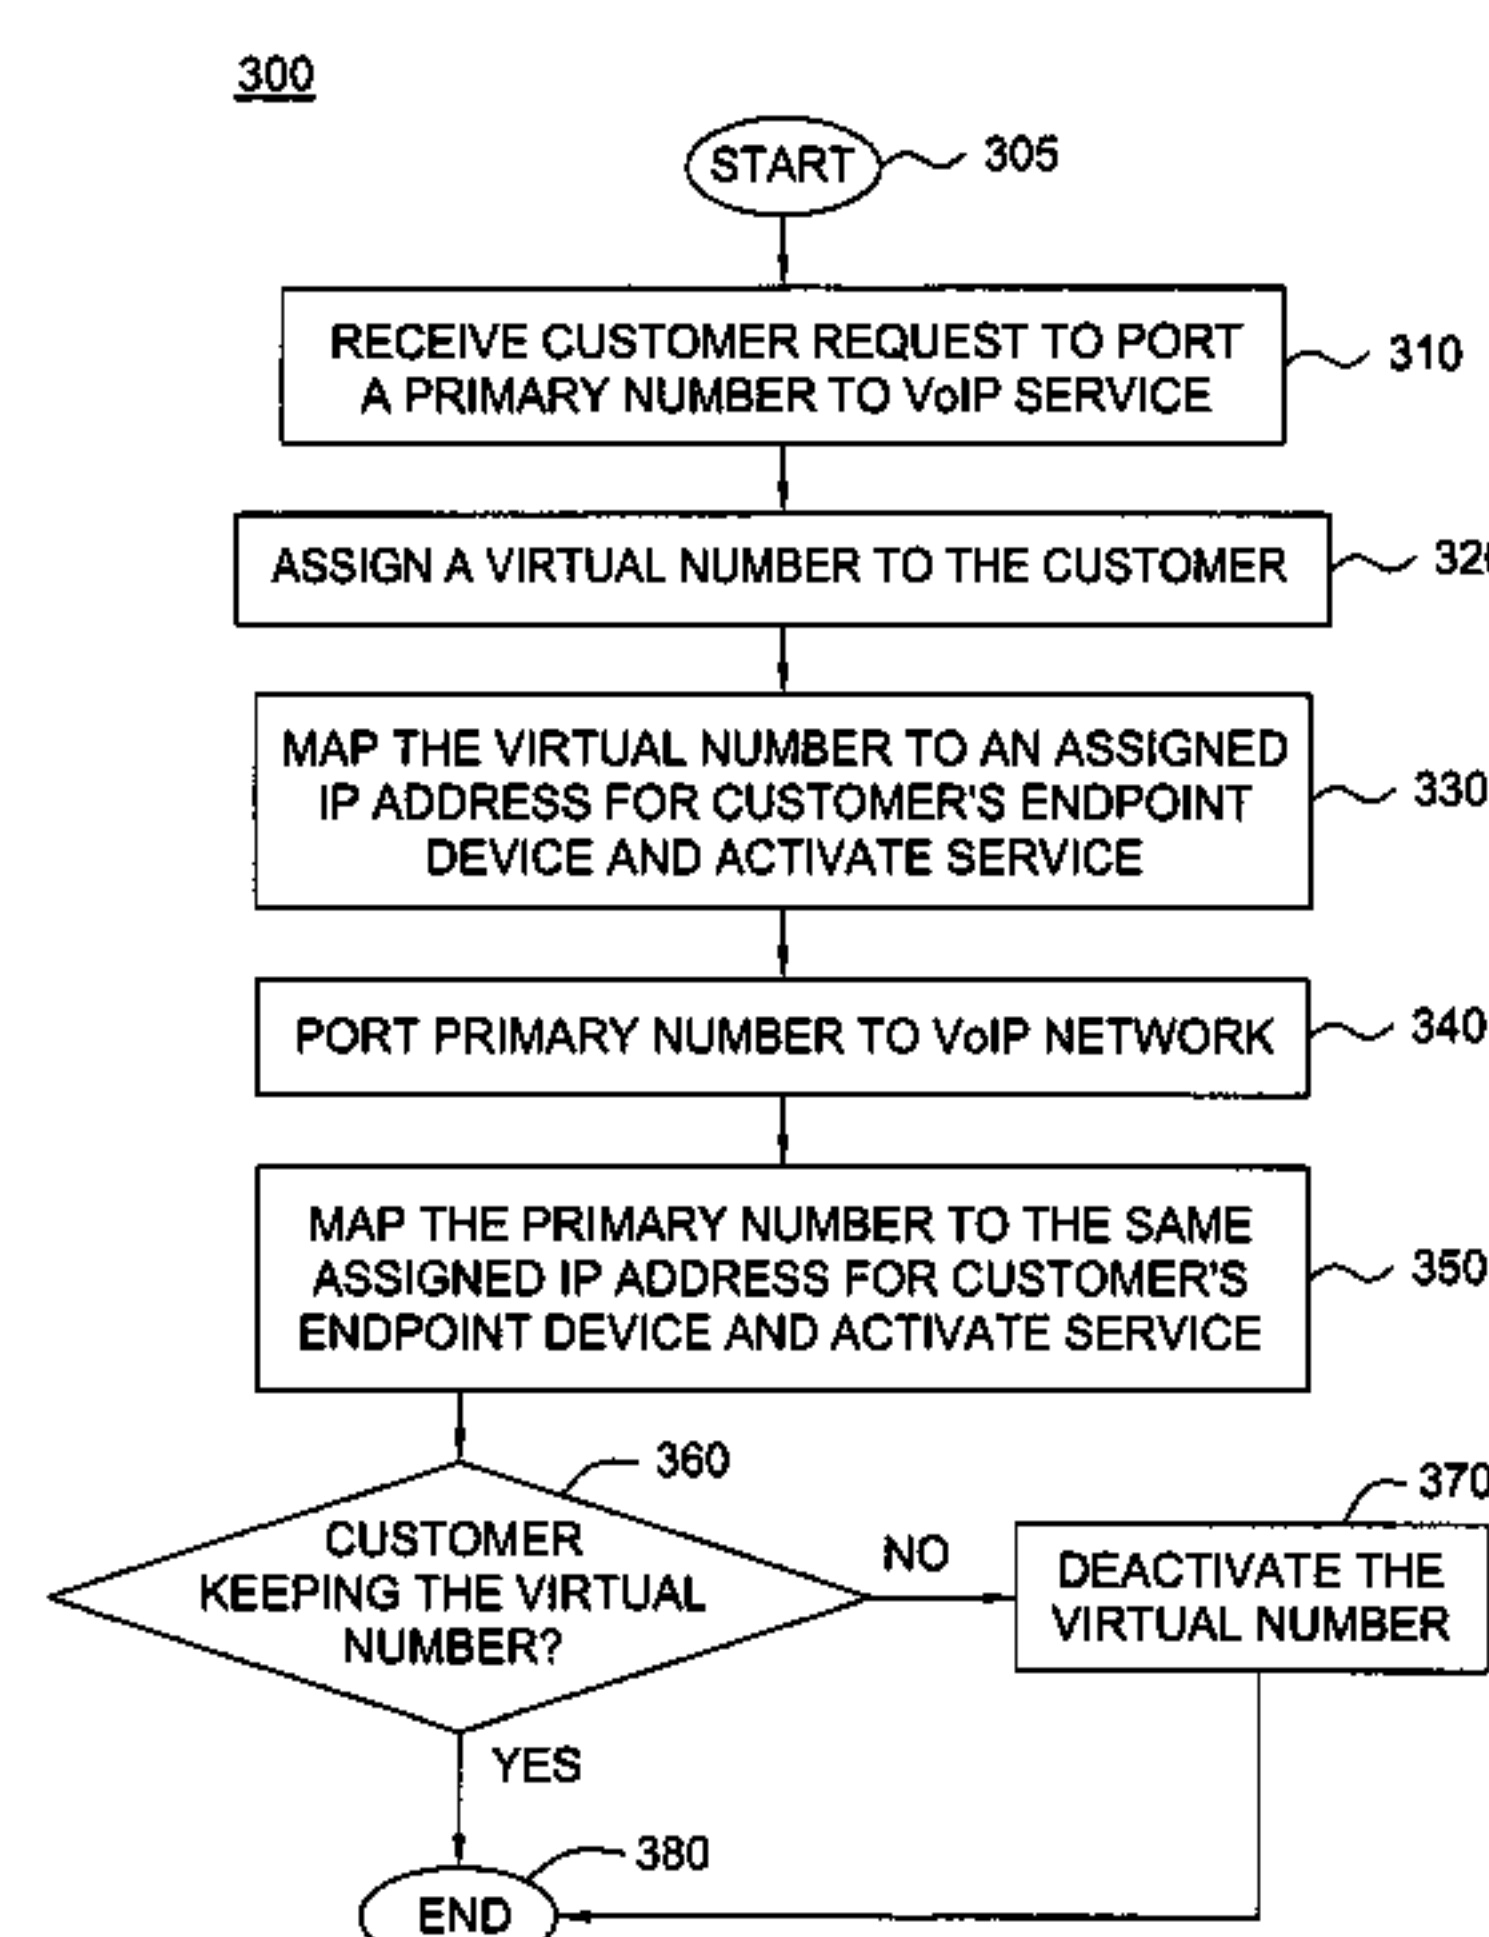 300
START
305
RECEIVE CUSTOMER REQUEST TO PORT
A PRIMARY NUMBER TO VoIP SERVICE
310
ASSIGN A VIRTUAL NUMBER TO THE CUSTOMER
320
MAP THE VIRTUAL NUMBER TO AN ASSIGNED
IP ADDRESS FOR CUSTOMER'S ENDPOINT
DEVICE AND ACTIVATE SERVICE
330
PORT PRIMARY NUMBER TO VoIP NETWORK
340
MAP THE PRIMARY NUMBER TO THE SAME
ASSIGNED IP ADDRESS FOR CUSTOMER'S
ENDPOINT DEVICE AND ACTIVATE SERVICE
350
360
CUSTOMER
KEEPING THE VIRTUAL
NUMBER?
NO
370
DEACTIVATE THE
VIRTUAL NUMBER
YES
380
END